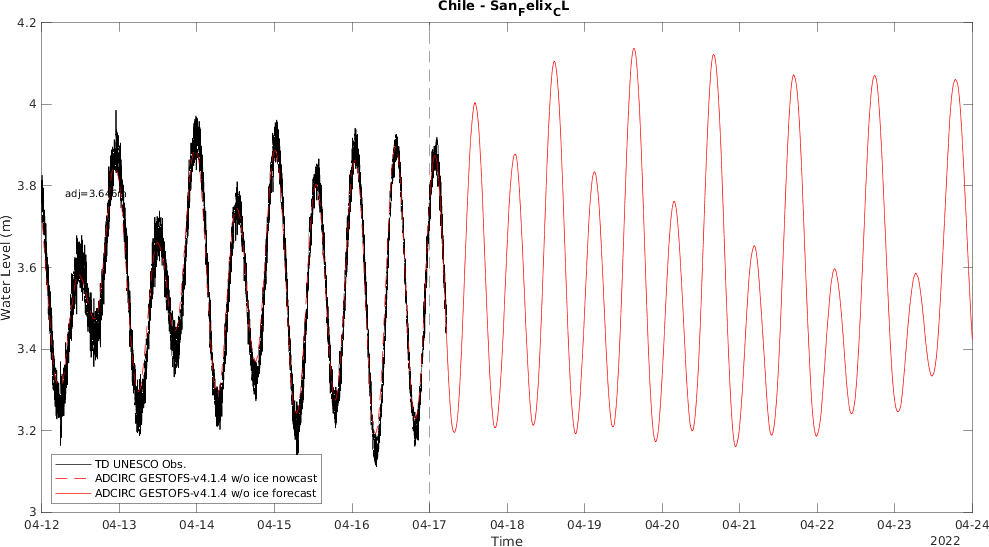 Chile - SanFelixCL
4.2
4
3.8
3.6
3.4
3.2
3
Water Level (m)
adj=3.646m
TD UNESCO Obs.
ADCIRC GESTOFS-v4.1.4 w/o ice nowcast
ADCIRC GESTOFS-v4.1.4 w/o ice forecast
04-12 04-13 04-14 04-15 04-16 04-17 04-18 04-19 04-20 04-21 04-22 04-23 04-24
Time
2022